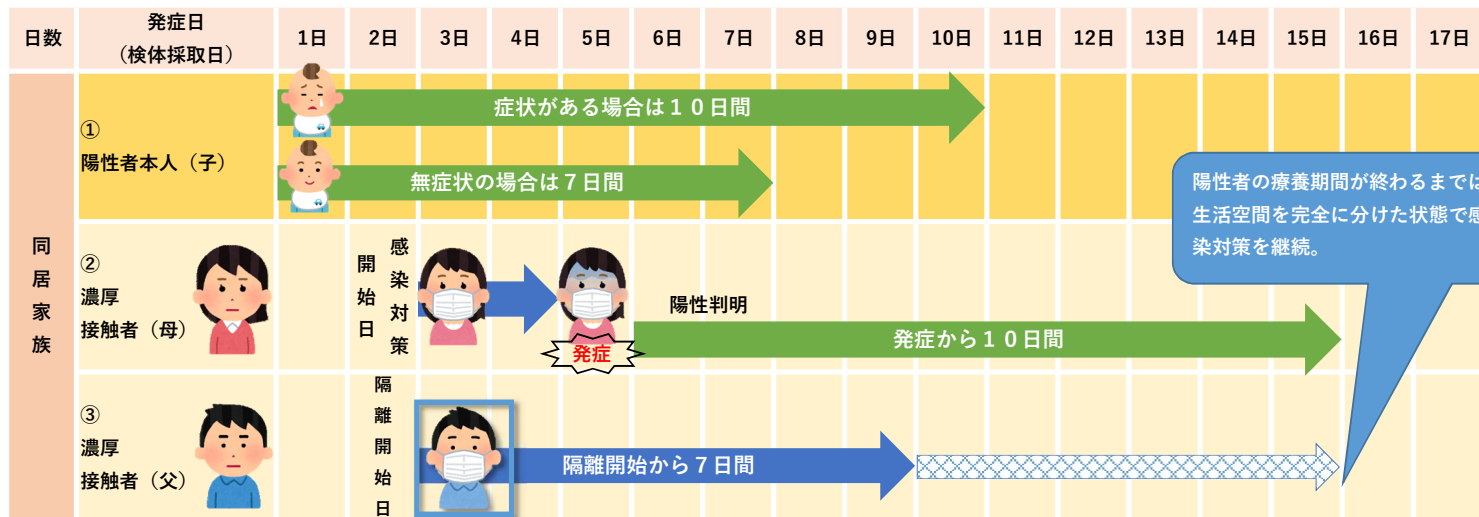 日数
発症日
（検体採取日）
1日
2日
3日
4日
5日
6日
7日
8日
9日
10日
11日
12日
13日
14日
15日
16日
17日
同居家族
①
陽性者本人（子）
症状がある場合は１０日間
無症状の場合は７日間
陽性者の療養期間が終わるまでは
生活空間を完全に分けた状態で感
染対策を継続。
②
濃厚
接触者（母）
感染対策
開始日
発症
陽性判明
発症から１０日間
③
濃厚
接触者（父）
隔離開始日
隔離開始から７日間